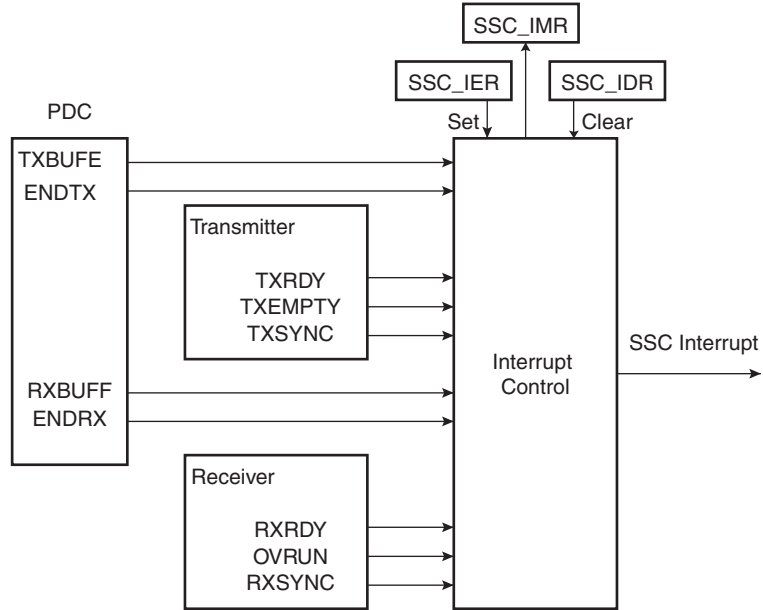 SSC_IMR
SSC_IER
SSC_IDR
PDC
Set
Clear
TXBUFE
ENDTX
Transmitter
TXRDY
TXEMPTY
TXSYNC
SSC Interrupt
Interrupt
Control
RXBUFF
ENDRX
Receiver
RXRDY
OVRUN
RXSYNC